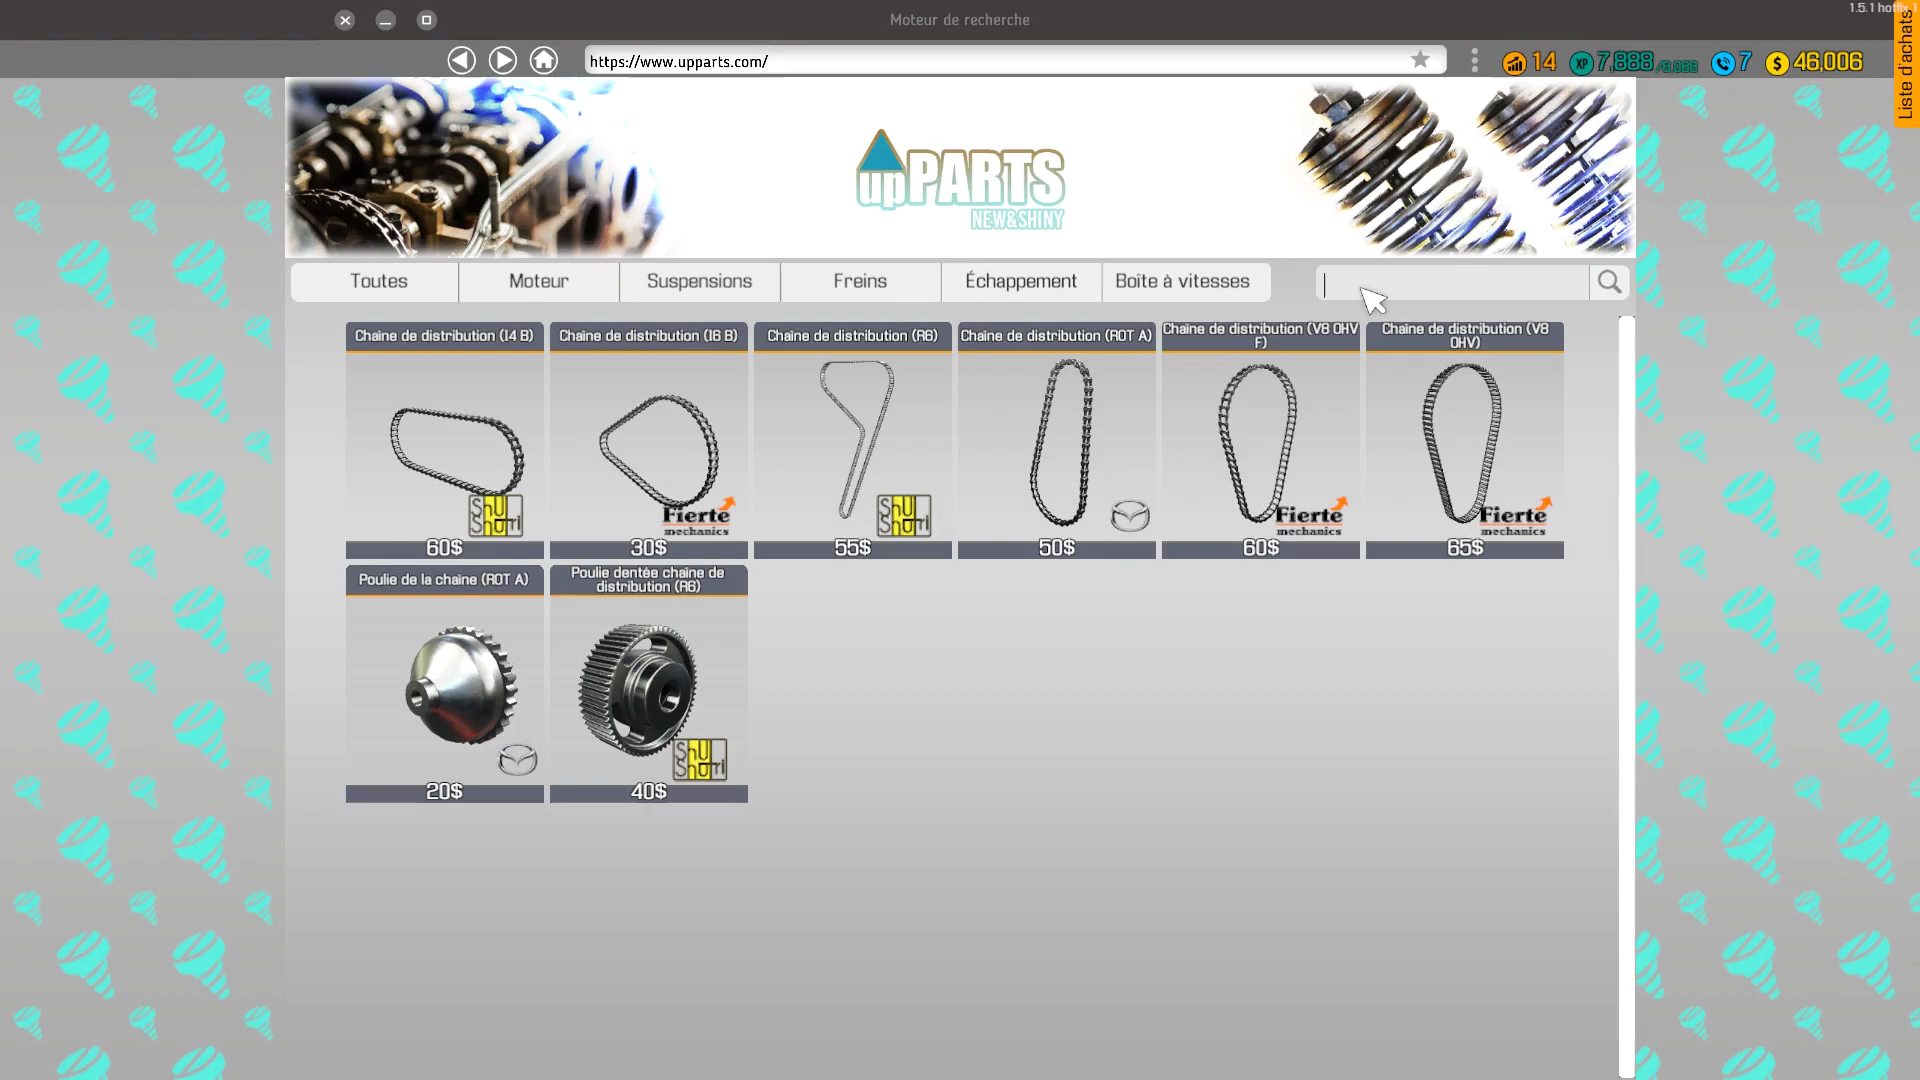 1.5.1 hotfix 1
Moteur de recherche
https://www.upparts.com/
14
XP
7,888
7
$
46,006
Liste d'achats
upPARTS
NEW&SHINY
Toutes
Moteur
Suspensions
Freins
Échappement
Boîte à vitesses
Chaîne de distribution (I4 B)
Chaîne de distribution (I6 B)
Chaîne de distribution (R6)
Chaîne de distribution (ROT A)
Chaîne de distribution (V8 OHV
F)
Chaîne de distribution (V8
OHV)
Fierte
mechanics
Fierte
mechanics
Fierte
mechanics
60$
30$
55$
50$
60$
65$
Poulie de la chaîne (ROT A)
Poulie dentée chaîne de
distribution (R6)
20$
40$